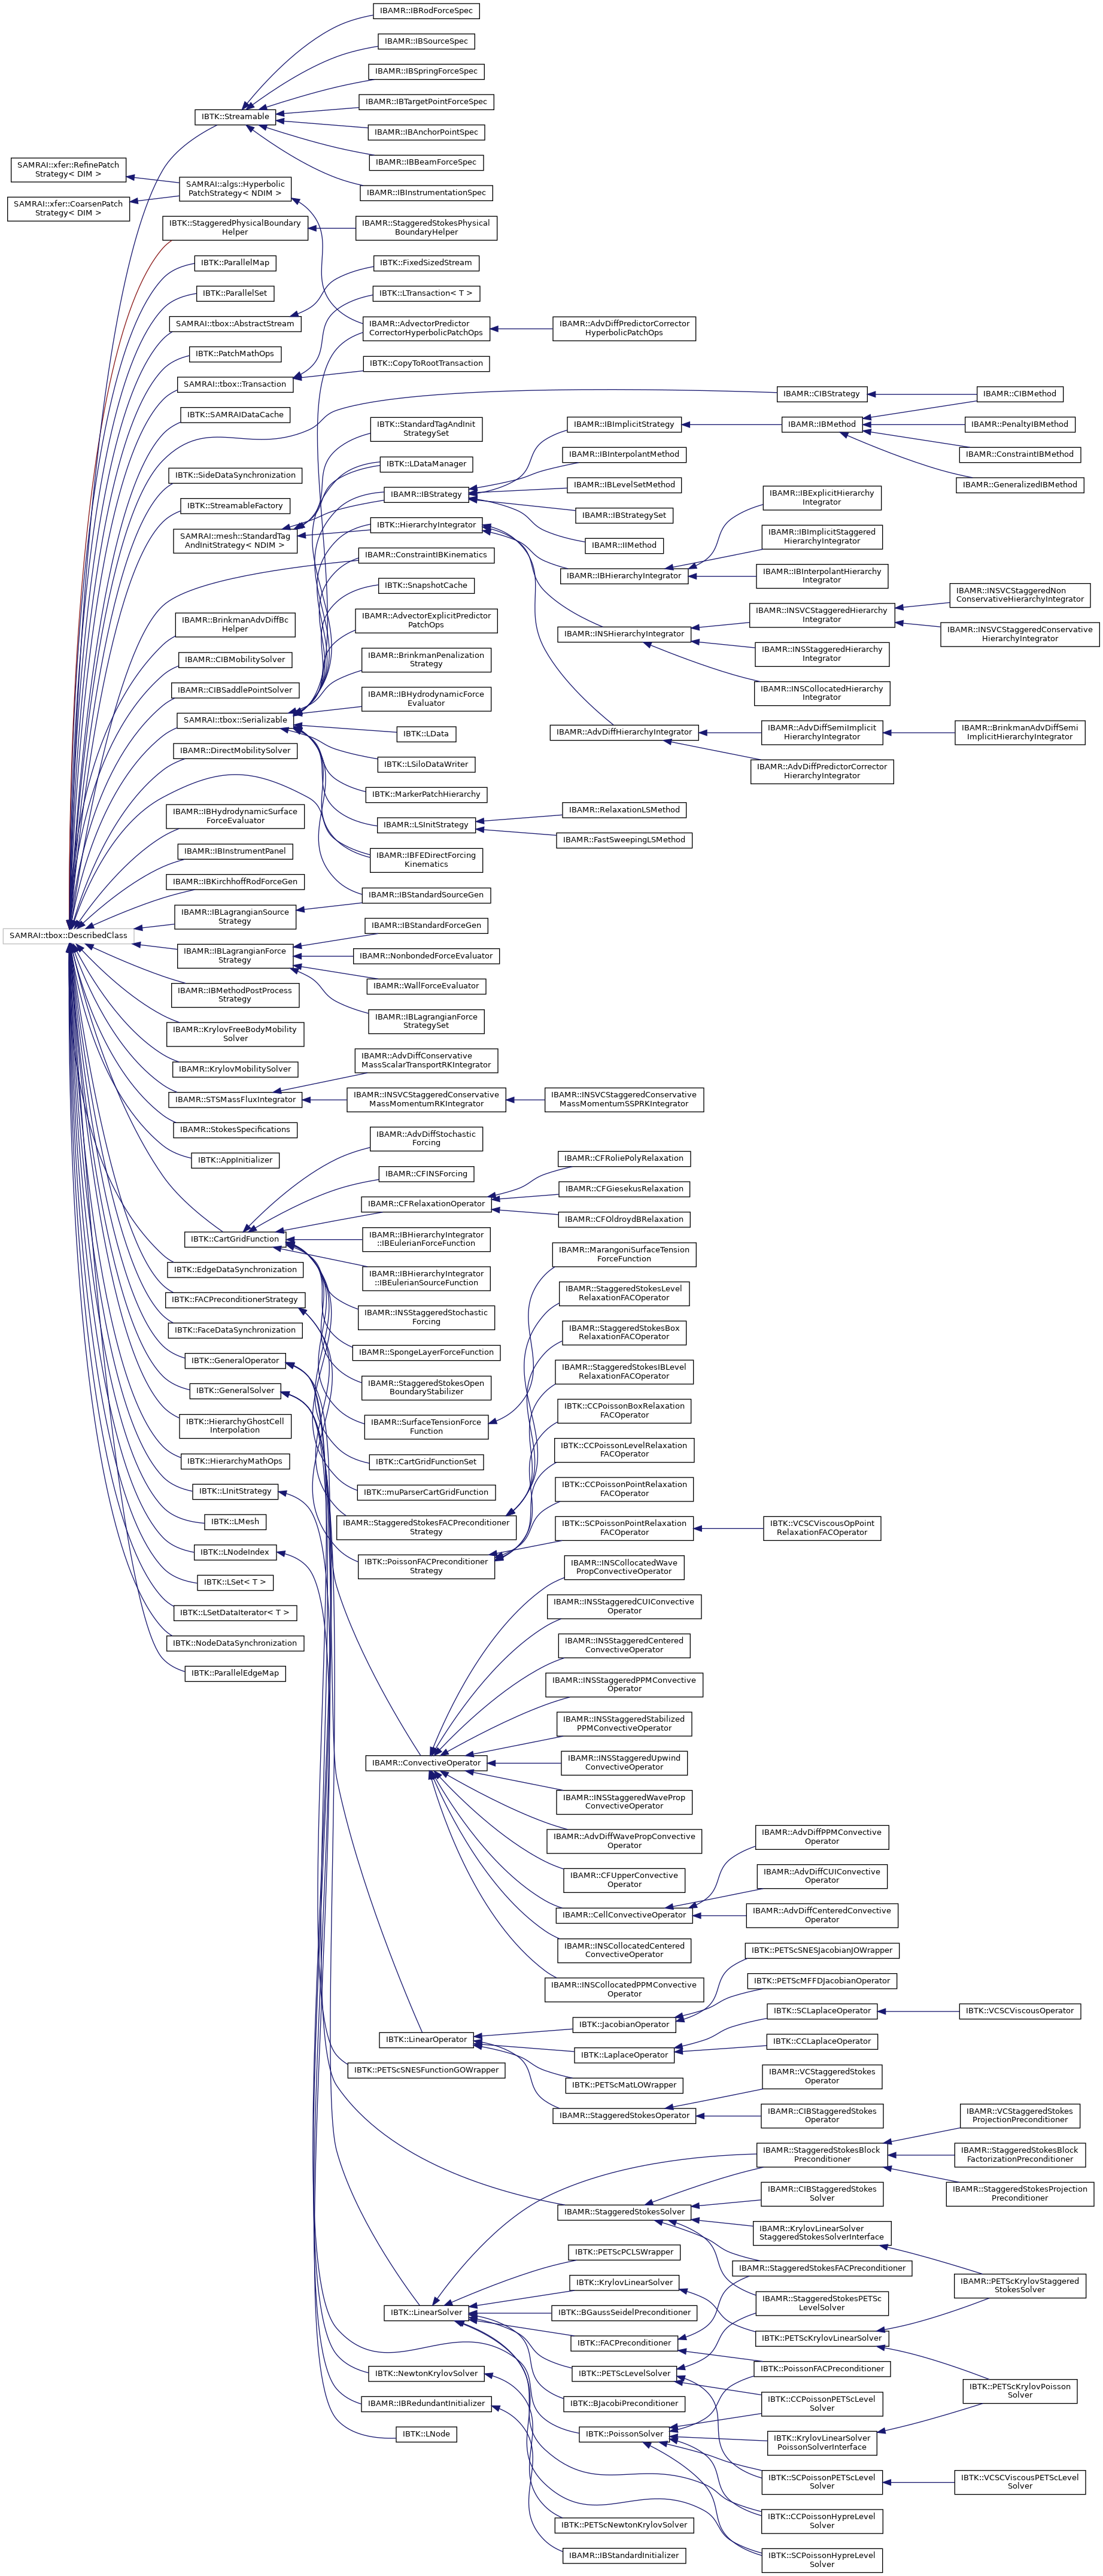 IBAMR::IBRodForceSpec
IBAMR::IBSourceSpec
IBAMR::IBSpringForceSpec
IBAMR::IBTargetPointForceSpec
IBTK::Streamable
IBAMR::IBAnchorPointSpec
IBAMR::IBBeamForceSpec
IBAMR::IBInstrumentationSpec
SAMRAI::xfer::RefinePatch
Strategy< DIM >
SAMRAI::xfer::CoarsenPatch
Strategy< DIM >
SAMRAI::algs::Hyperbolic
PatchStrategy< NDIM >
IBTK::StaggeredPhysicalBoundary
Helper
IBAMR::StaggeredStokesPhysical
BoundaryHelper
IBTK::ParallelMap
IBTK::FixedSizedStream
IBTK::ParallelSet
IBTK::LTransaction< T >
SAMRAI::tbox::AbstractStream
IBAMR::AdvectorPredictor
CorrectorHyperbolicPatchOps
IBAMR::AdvDiffPredictorCorrector
HyperbolicPatchOps
IBTK::PatchMathOps
IBTK::CopyToRootTransaction
SAMRAI::tbox::Transaction
IBAMR::CIBStrategy
IBAMR::CIBMethod
IBTK::SAMRAIDataCache
IBTK::StandardTagAndInit
StrategySet
IBAMR::IBImplicitStrategy
IBAMR::IBMethod
IBAMR::PenaltyIBMethod
IBAMR::ConstraintIBMethod
IBAMR::GeneralizedIBMethod
IBTK::SideDataSynchronization
IBTK::LDataManager
IBAMR::IBInterpolantMethod
IBAMR::IBLevelSetMethod
IBTK::StreamableFactory
IBAMR::IBStrategy
IBAMR::IBStrategySet
IBAMR::IBExplicitHierarchy
Integrator
SAMRAI::mesh::StandardTag
AndInitStrategy< NDIM >
IBTK::HierarchyIntegrator
IBAMR::IIMethod
IBAMR::IBImplicitStaggered
HierarchyIntegrator
IBAMR::ConstraintIBKinematics
IBAMR::IBHierarchyIntegrator
IBAMR::IBInterpolantHierarchy
Integrator
IBTK::SnapshotCache
IBAMR::INSVCStaggeredNon
ConservativeHierarchyIntegrator
IBAMR::BrinkmanAdvDiffBc
Helper
IBAMR::AdvectorExplicitPredictor
PatchOps
IBAMR::INSHierarchyIntegrator
IBAMR::INSVCStaggeredHierarchy
Integrator
IBAMR::INSVCStaggeredConservative
HierarchyIntegrator
IBAMR::CIBMobilitySolver
IBAMR::BrinkmanPenalization
Strategy
IBAMR::INSStaggeredHierarchy
Integrator
IBAMR::CIBSaddlePointSolver
IBAMR::IBHydrodynamicForce
Evaluator
IBAMR::INSCollocatedHierarchy
Integrator
SAMRAI::tbox::Serializable
IBTK::LData
IBAMR::AdvDiffHierarchyIntegrator
IBAMR::AdvDiffSemiImplicit
HierarchyIntegrator
IBAMR::BrinkmanAdvDiffSemi
ImplicitHierarchyIntegrator
IBAMR::DirectMobilitySolver
IBTK::LSiloDataWriter
IBAMR::AdvDiffPredictorCorrector
HierarchyIntegrator
IBTK::MarkerPatchHierarchy
IBAMR::IBHydrodynamicSurface
ForceEvaluator
IBAMR::LSInitStrategy
IBAMR::RelaxationLSMethod
IBAMR::FastSweepingLSMethod
IBAMR::IBInstrumentPanel
IBAMR::IBFEDirectForcing
Kinematics
IBAMR::IBKirchhoffRodForceGen
IBAMR::IBStandardSourceGen
IBAMR::IBLagrangianSource
Strategy
SAMRAI::tbox::DescribedClass
IBAMR::IBStandardForceGen
IBAMR::IBLagrangianForce
Strategy
IBAMR::NonbondedForceEvaluator
IBAMR::WallForceEvaluator
IBAMR::IBMethodPostProcess
Strategy
IBAMR::IBLagrangianForce
StrategySet
IBAMR::KrylovFreeBodyMobility
Solver
IBAMR::KrylovMobilitySolver
IBAMR::AdvDiffConservative
MassScalarTransportRKIntegrator
IBAMR::STSMassFluxIntegrator
IBAMR::INSVCStaggeredConservative
MassMomentumRKIntegrator
IBAMR::INSVCStaggeredConservative
MassMomentumSSPRKIntegrator
IBAMR::StokesSpecifications
IBTK::AppInitializer
IBAMR::AdvDiffStochastic
Forcing
IBAMR::CFINSForcing
IBAMR::CFRoliePolyRelaxation
IBAMR::CFRelaxationOperator
IBAMR::CFGiesekusRelaxation
IBAMR::CFOldroydBRelaxation
IBTK::CartGridFunction
IBAMR::IBHierarchyIntegrator
::IBEulerianForceFunction
IBTK::EdgeDataSynchronization
IBAMR::IBHierarchyIntegrator
::IBEulerianSourceFunction
IBAMR::MarangoniSurfaceTension
ForceFunction
IBTK::FACPreconditionerStrategy
IBAMR::INSStaggeredStochastic
Forcing
IBAMR::StaggeredStokesLevel
RelaxationFACOperator
IBTK::FaceDataSynchronization
IBAMR::SpongeLayerForceFunction
IBAMR::StaggeredStokesBox
RelaxationFACOperator
IBTK::GeneralOperator
IBAMR::StaggeredStokesOpen
BoundaryStabilizer
IBAMR::StaggeredStokesIBLevel
RelaxationFACOperator
IBTK::GeneralSolver
IBAMR::SurfaceTensionForce
Function
IBTK::CCPoissonBoxRelaxation
FACOperator
IBTK::HierarchyGhostCell
Interpolation
IBTK::CartGridFunctionSet
IBTK::CCPoissonLevelRelaxation
FACOperator
IBTK::HierarchyMathOps
IBTK::muParserCartGridFunction
IBTK::CCPoissonPointRelaxation
FACOperator
IBTK::LInitStrategy
IBAMR::StaggeredStokesFACPreconditioner
Strategy
IBTK::SCPoissonPointRelaxation
FACOperator
IBTK::VCSCViscousOpPoint
RelaxationFACOperator
IBTK::LMesh
IBTK::LNodeIndex
IBTK::PoissonFACPreconditioner
Strategy
IBAMR::INSCollocatedWave
PropConvectiveOperator
IBTK::LSet< T >
IBTK::LSetDataIterator< T >
IBAMR::INSStaggeredCUIConvective
Operator
IBTK::NodeDataSynchronization
IBAMR::INSStaggeredCentered
ConvectiveOperator
IBTK::ParallelEdgeMap
IBAMR::INSStaggeredPPMConvective
Operator
IBAMR::INSStaggeredStabilized
PPMConvectiveOperator
IBAMR::ConvectiveOperator
IBAMR::INSStaggeredUpwind
ConvectiveOperator
IBAMR::INSStaggeredWaveProp
ConvectiveOperator
IBAMR::AdvDiffWavePropConvective
Operator
IBAMR::AdvDiffPPMConvective
Operator
IBAMR::CFUpperConvective
Operator
IBAMR::AdvDiffCUIConvective
Operator
IBAMR::CellConvectiveOperator
IBAMR::AdvDiffCenteredConvective
Operator
IBAMR::INSCollocatedCentered
ConvectiveOperator
IBTK::PETScSNESJacobianJOWrapper
IBAMR::INSCollocatedPPMConvective
Operator
IBTK::PETScMFFDJacobianOperator
IBTK::JacobianOperator
IBTK::SCLaplaceOperator
IBTK::VCSCViscousOperator
IBTK::LinearOperator
IBTK::LaplaceOperator
IBTK::CCLaplaceOperator
IBTK::PETScSNESFunctionGOWrapper
IBTK::PETScMatLOWrapper
IBAMR::VCStaggeredStokes
Operator
IBAMR::StaggeredStokesOperator
IBAMR::CIBStaggeredStokes
Operator
IBAMR::VCStaggeredStokes
ProjectionPreconditioner
IBAMR::StaggeredStokesBlock
Preconditioner
IBAMR::StaggeredStokesBlock
FactorizationPreconditioner
IBAMR::StaggeredStokesProjection
Preconditioner
IBAMR::CIBStaggeredStokes
Solver
IBAMR::StaggeredStokesSolver
IBAMR::KrylovLinearSolver
StaggeredStokesSolverInterface
IBTK::PETScPCLSWrapper
IBAMR::StaggeredStokesFACPreconditioner
IBTK::KrylovLinearSolver
IBAMR::PETScKrylovStaggered
StokesSolver
IBAMR::StaggeredStokesPETSc
LevelSolver
IBTK::LinearSolver
IBTK::BGaussSeidelPreconditioner
IBTK::FACPreconditioner
IBTK::PETScKrylovLinearSolver
IBTK::NewtonKrylovSolver
IBTK::PETScLevelSolver
IBTK::PoissonFACPreconditioner
IBTK::PETScKrylovPoisson
Solver
IBAMR::IBRedundantInitializer
IBTK::BJacobiPreconditioner
IBTK::CCPoissonPETScLevel
Solver
IBTK::LNode
IBTK::PoissonSolver
IBTK::KrylovLinearSolver
PoissonSolverInterface
IBTK::SCPoissonPETScLevel
Solver
IBTK::VCSCViscousPETScLevel
Solver
IBTK::PETScNewtonKrylovSolver
IBTK::CCPoissonHypreLevel
Solver
IBAMR::IBStandardInitializer
IBTK::SCPoissonHypreLevel
Solver